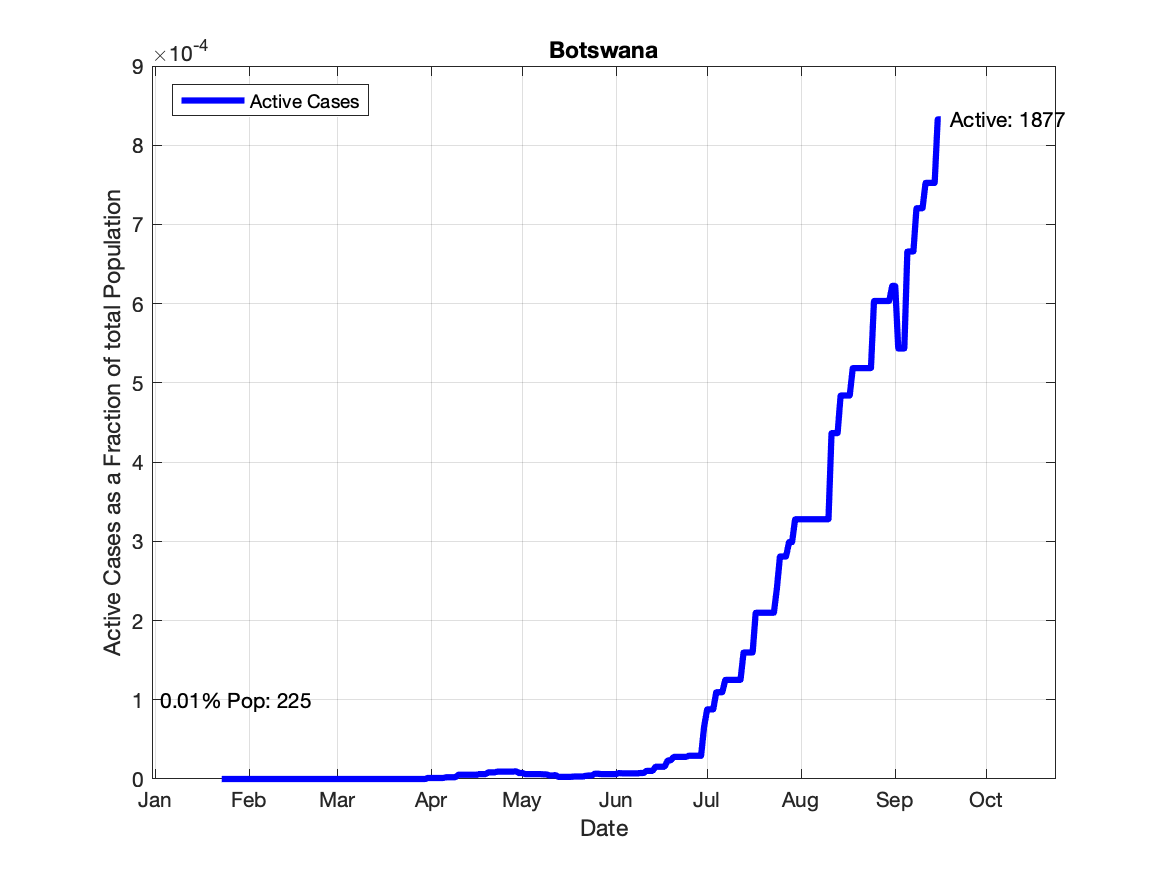 Botswana
×10-4
Active Cases
Active: 1877
9
8
7
6
5
4
3
2
1
0
0.01% Pop: 225
Active Cases as a Fraction of total Population
Jan Feb Mar Apr May Jun Jul Aug Sep Oct
Date